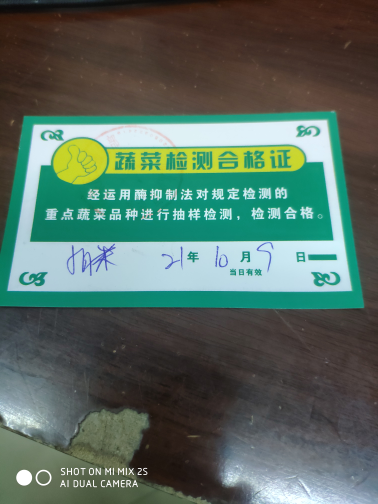 蔬菜检测合格证
经运用酶抑制法对规定检测的
重点蔬菜品种进行抽样检测，检测合格。
21年10月9日
当日有效
SHOT ON MI MIX 2S
AI DUAL CAMERA